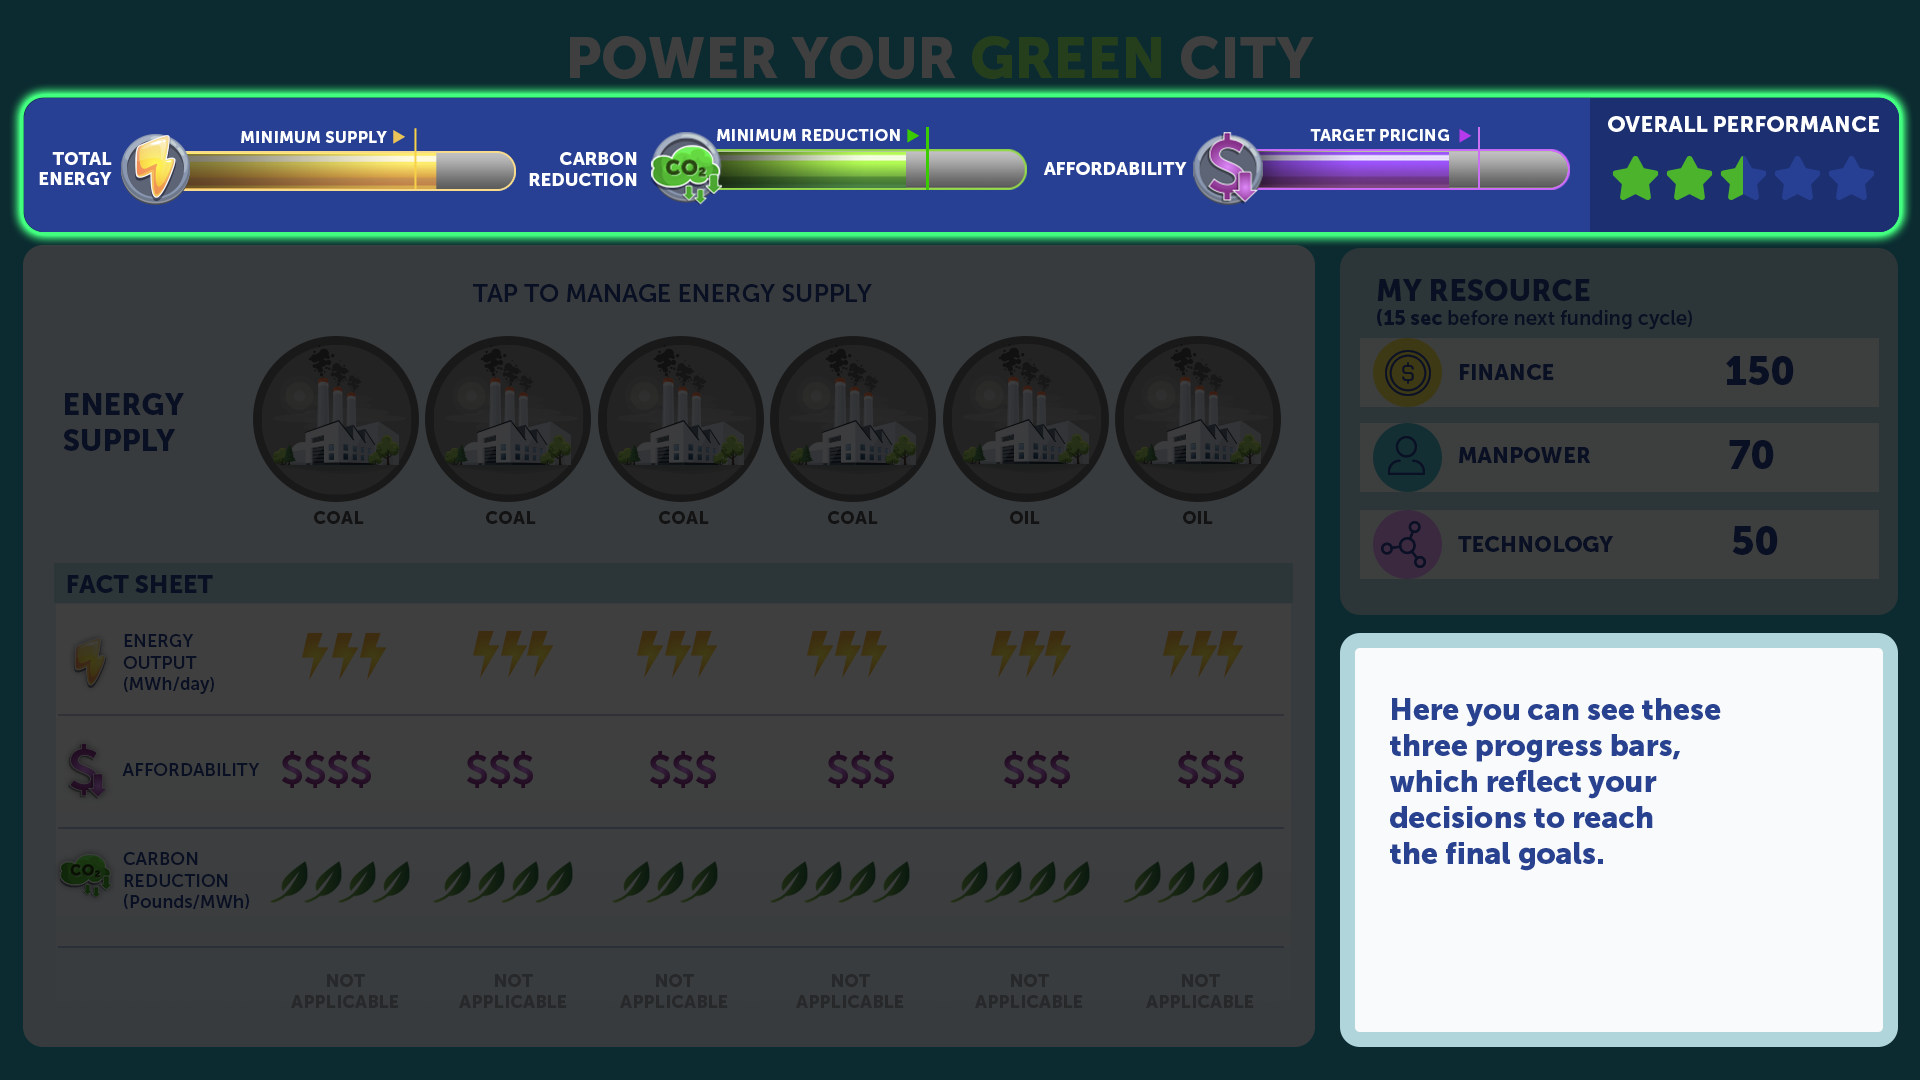 POWER YOUR GREEN CITY
TOTAL
ENERGY
MINIMUM SUPPLY
CARBON
REDUCTION
CO₂
MINIMUM REDUCTION
AFFORDABILITY
$
TARGET PRICING
OVERALL PERFORMANCE
TAP TO MANAGE ENERGY SUPPLY
ENERGY
SUPPLY
COAL
COAL
COAL
COAL
OIL
OIL
FACT SHEET
ENERGY
OUTPUT
(MWh/day)
$
AFFORDABILITY
$$$$
$$$
$$$
$$$
$$$
$$$
CO₂
CARBON
REDUCTION
(Pounds/MWh)
NOT
APPLICABLE
NOT
APPLICABLE
NOT
APPLICABLE
NOT
APPLICABLE
NOT
APPLICABLE
NOT
APPLICABLE
MY RESOURCE
(15 sec before next funding cycle)
$
FINANCE 150
MANPOWER 70
TECHNOLOGY 50
Here you can see these
three progress bars,
which reflect your
decisions to reach
the final goals.